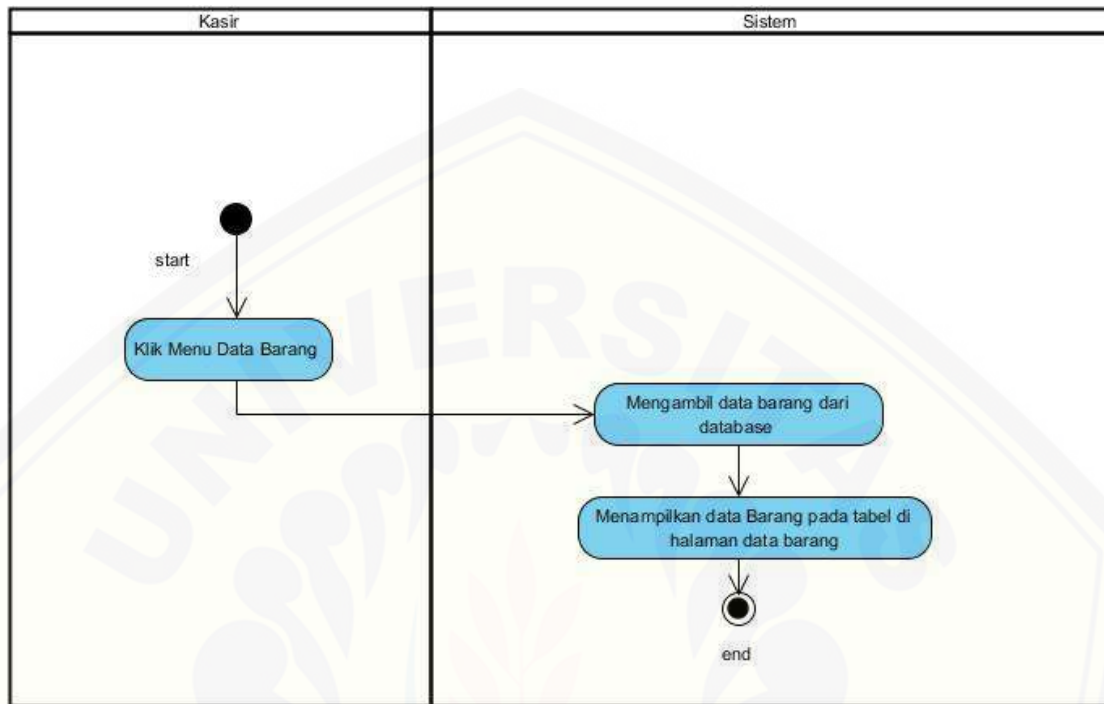 Kasir
Sistem
start
Klik Menu Data Barang
Mengambil data barang dari
database
Menampilkan data Barang pada tabel di
halaman data barang
end
UNIVERSITAS